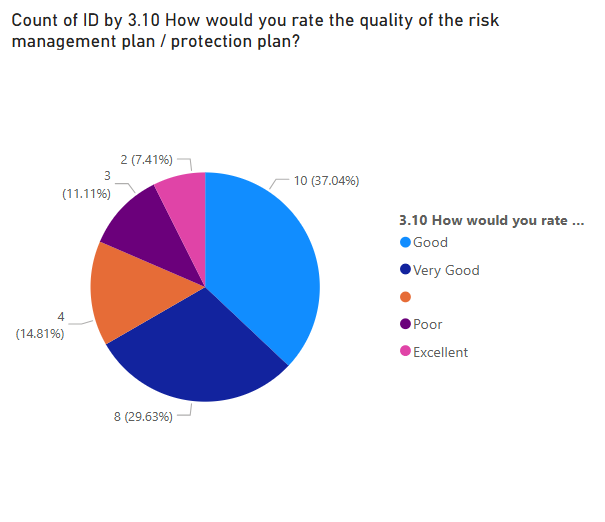 Count of ID by 3.10 How would you rate the quality of the risk
management plan / protection plan?
2 (7.41%)
3
(11.11%)
10 (37.04%)
4
(14.81%)
8 (29.63%)
3.10 How would you rate ...
Good
Very Good
Poor
Excellent